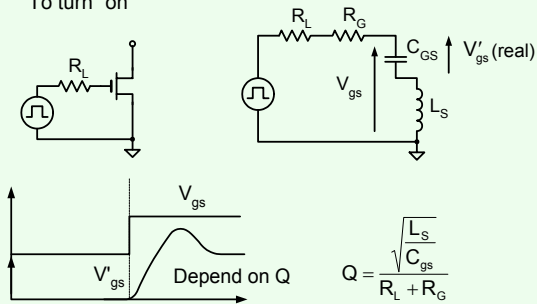 To turn "on"
R_L
R_L R_G
C_GS
V'_gs (real)
V_gs
L_S
V_gs
V'_gs
Depend on Q
Q = √(L_S / C_gs) / (R_L + R_G)